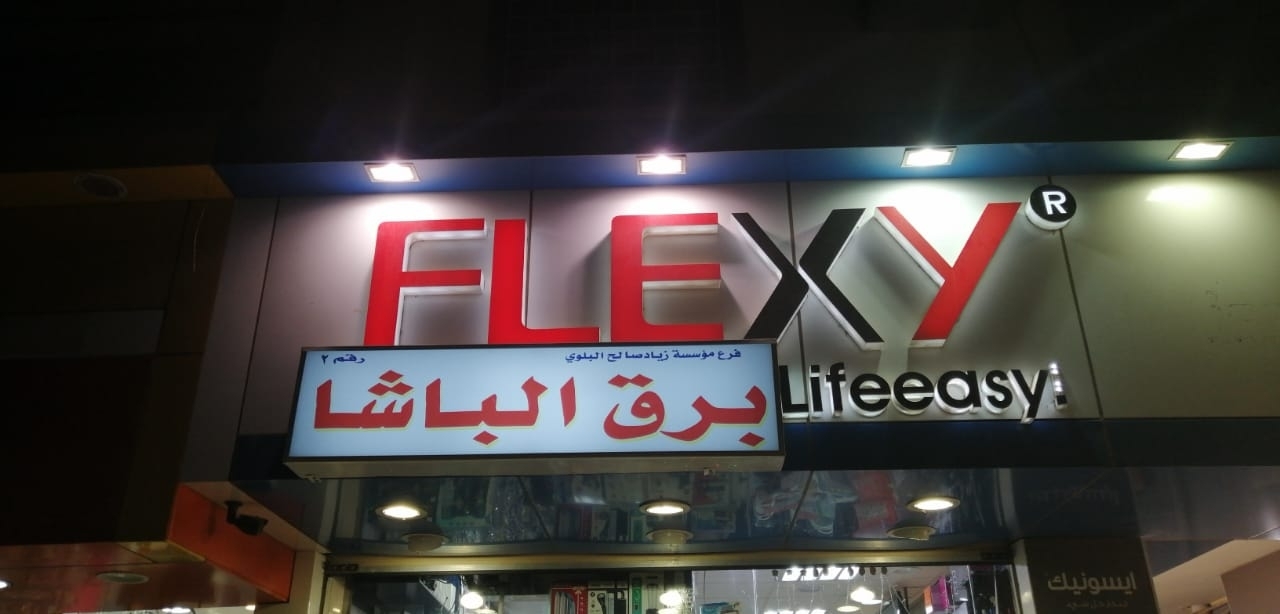 FLEXY ®
فرع مؤسسة زياد صالح البلوي رقم ٢
برق الباشا
Lifeeasy!
ايسونيك